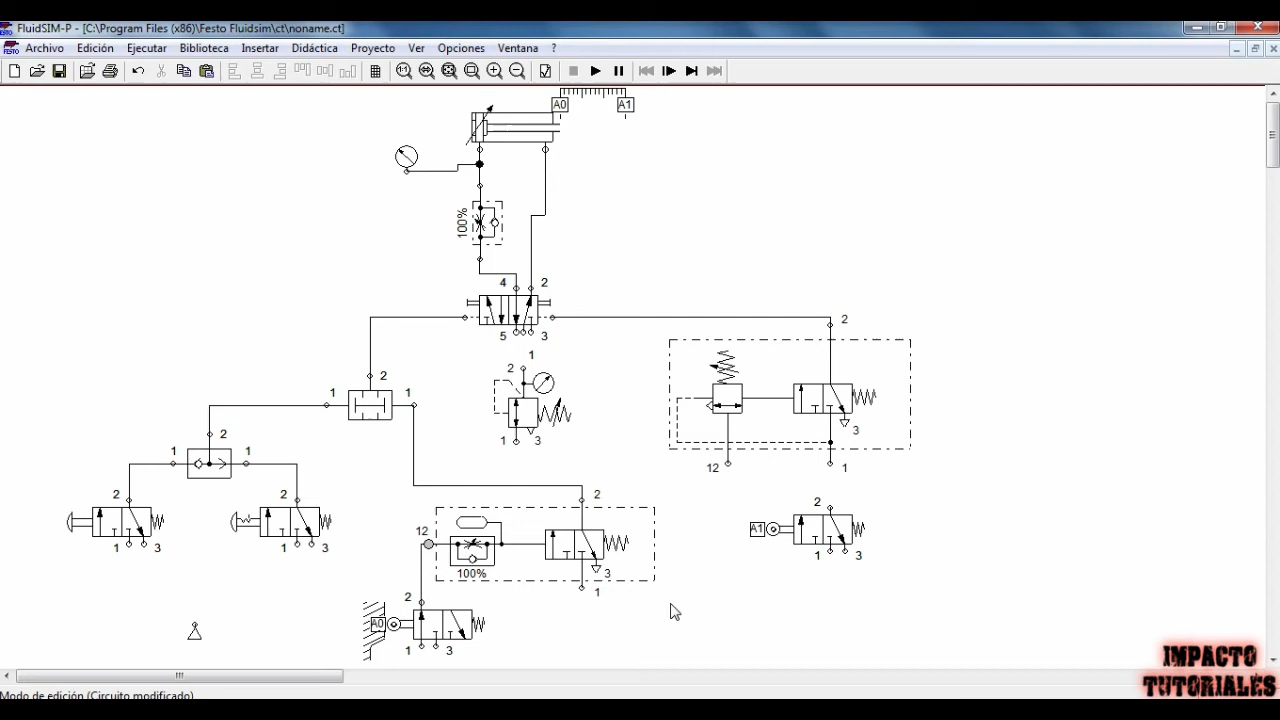 FluidSIM-P - [C:\Program Files (x86)\Festo Fluidsim\ct\noname.ct]
FESTO Archivo Edición Ejecutar Biblioteca Insertar Didáctica Proyecto Ver Opciones Ventana ?
A0 A1
100%
4 2
5 3
1
2
2
2
1 1
2
1 1
1 3
3
12 1
2 2
1 3 1 3
2
12
100%
3
1
2
A1
1 3
2
A0
1 3
IMPACTO
TUTORIALES
Modo de edición (Circuito modificado)